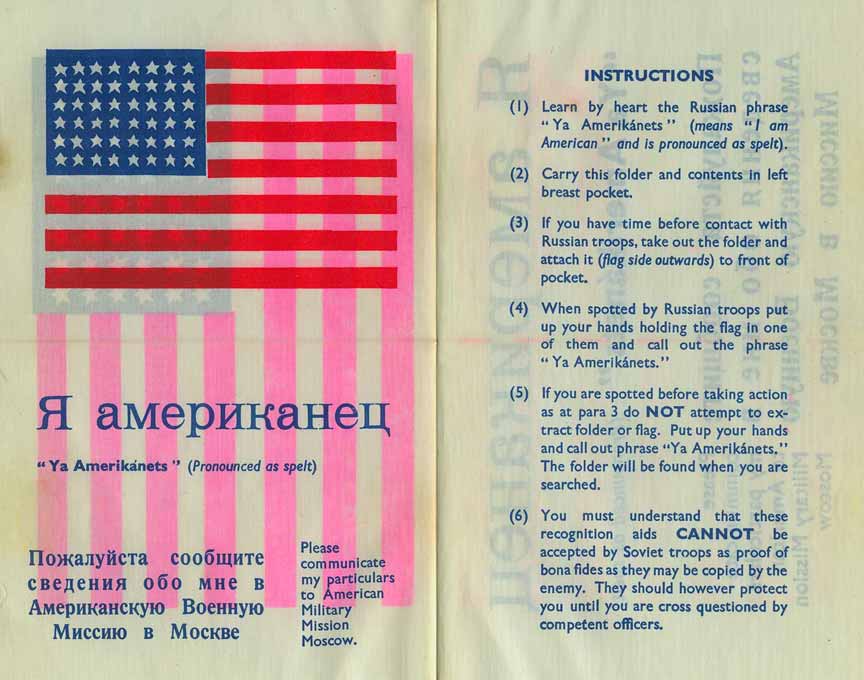 Я американец
"Ya Amerikánets" (Pronounced as spelt)
Пожалуйста сообщите
сведения обо мне в
Американскую Военную
Миссию в Москве
Please
communicate
my particulars
to American
Military
Mission
Moscow.
INSTRUCTIONS
(1) Learn by heart the Russian phrase
"Ya Amerikánets" (means "I am
American" and is pronounced as spelt).
(2) Carry this folder and contents in left
breast pocket.
(3) If you have time before contact with
Russian troops, take out the folder and
attach it (flag side outwards) to front of
pocket.
(4) When spotted by Russian troops put
up your hands holding the flag in one
of them and call out the phrase
"Ya Amerikánets."
(5) If you are spotted before taking action
as at para 3 do NOT attempt to ex-
tract folder or flag. Put up your hands
and call out phrase "Ya Amerikánets."
The folder will be found when you are
searched.
(6) You must understand that these
recognition aids CANNOT be
accepted by Soviet troops as proof of
bona fides as they may be copied by the
enemy. They should however protect
you until you are cross questioned by
competent officers.